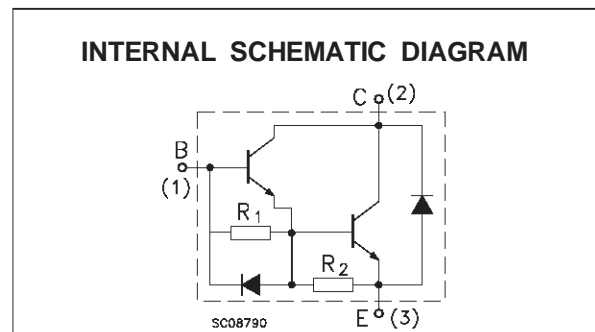 INTERNAL SCHEMATIC DIAGRAM
C (2)
B
(1)
R1
R2
SC08790
E (3)